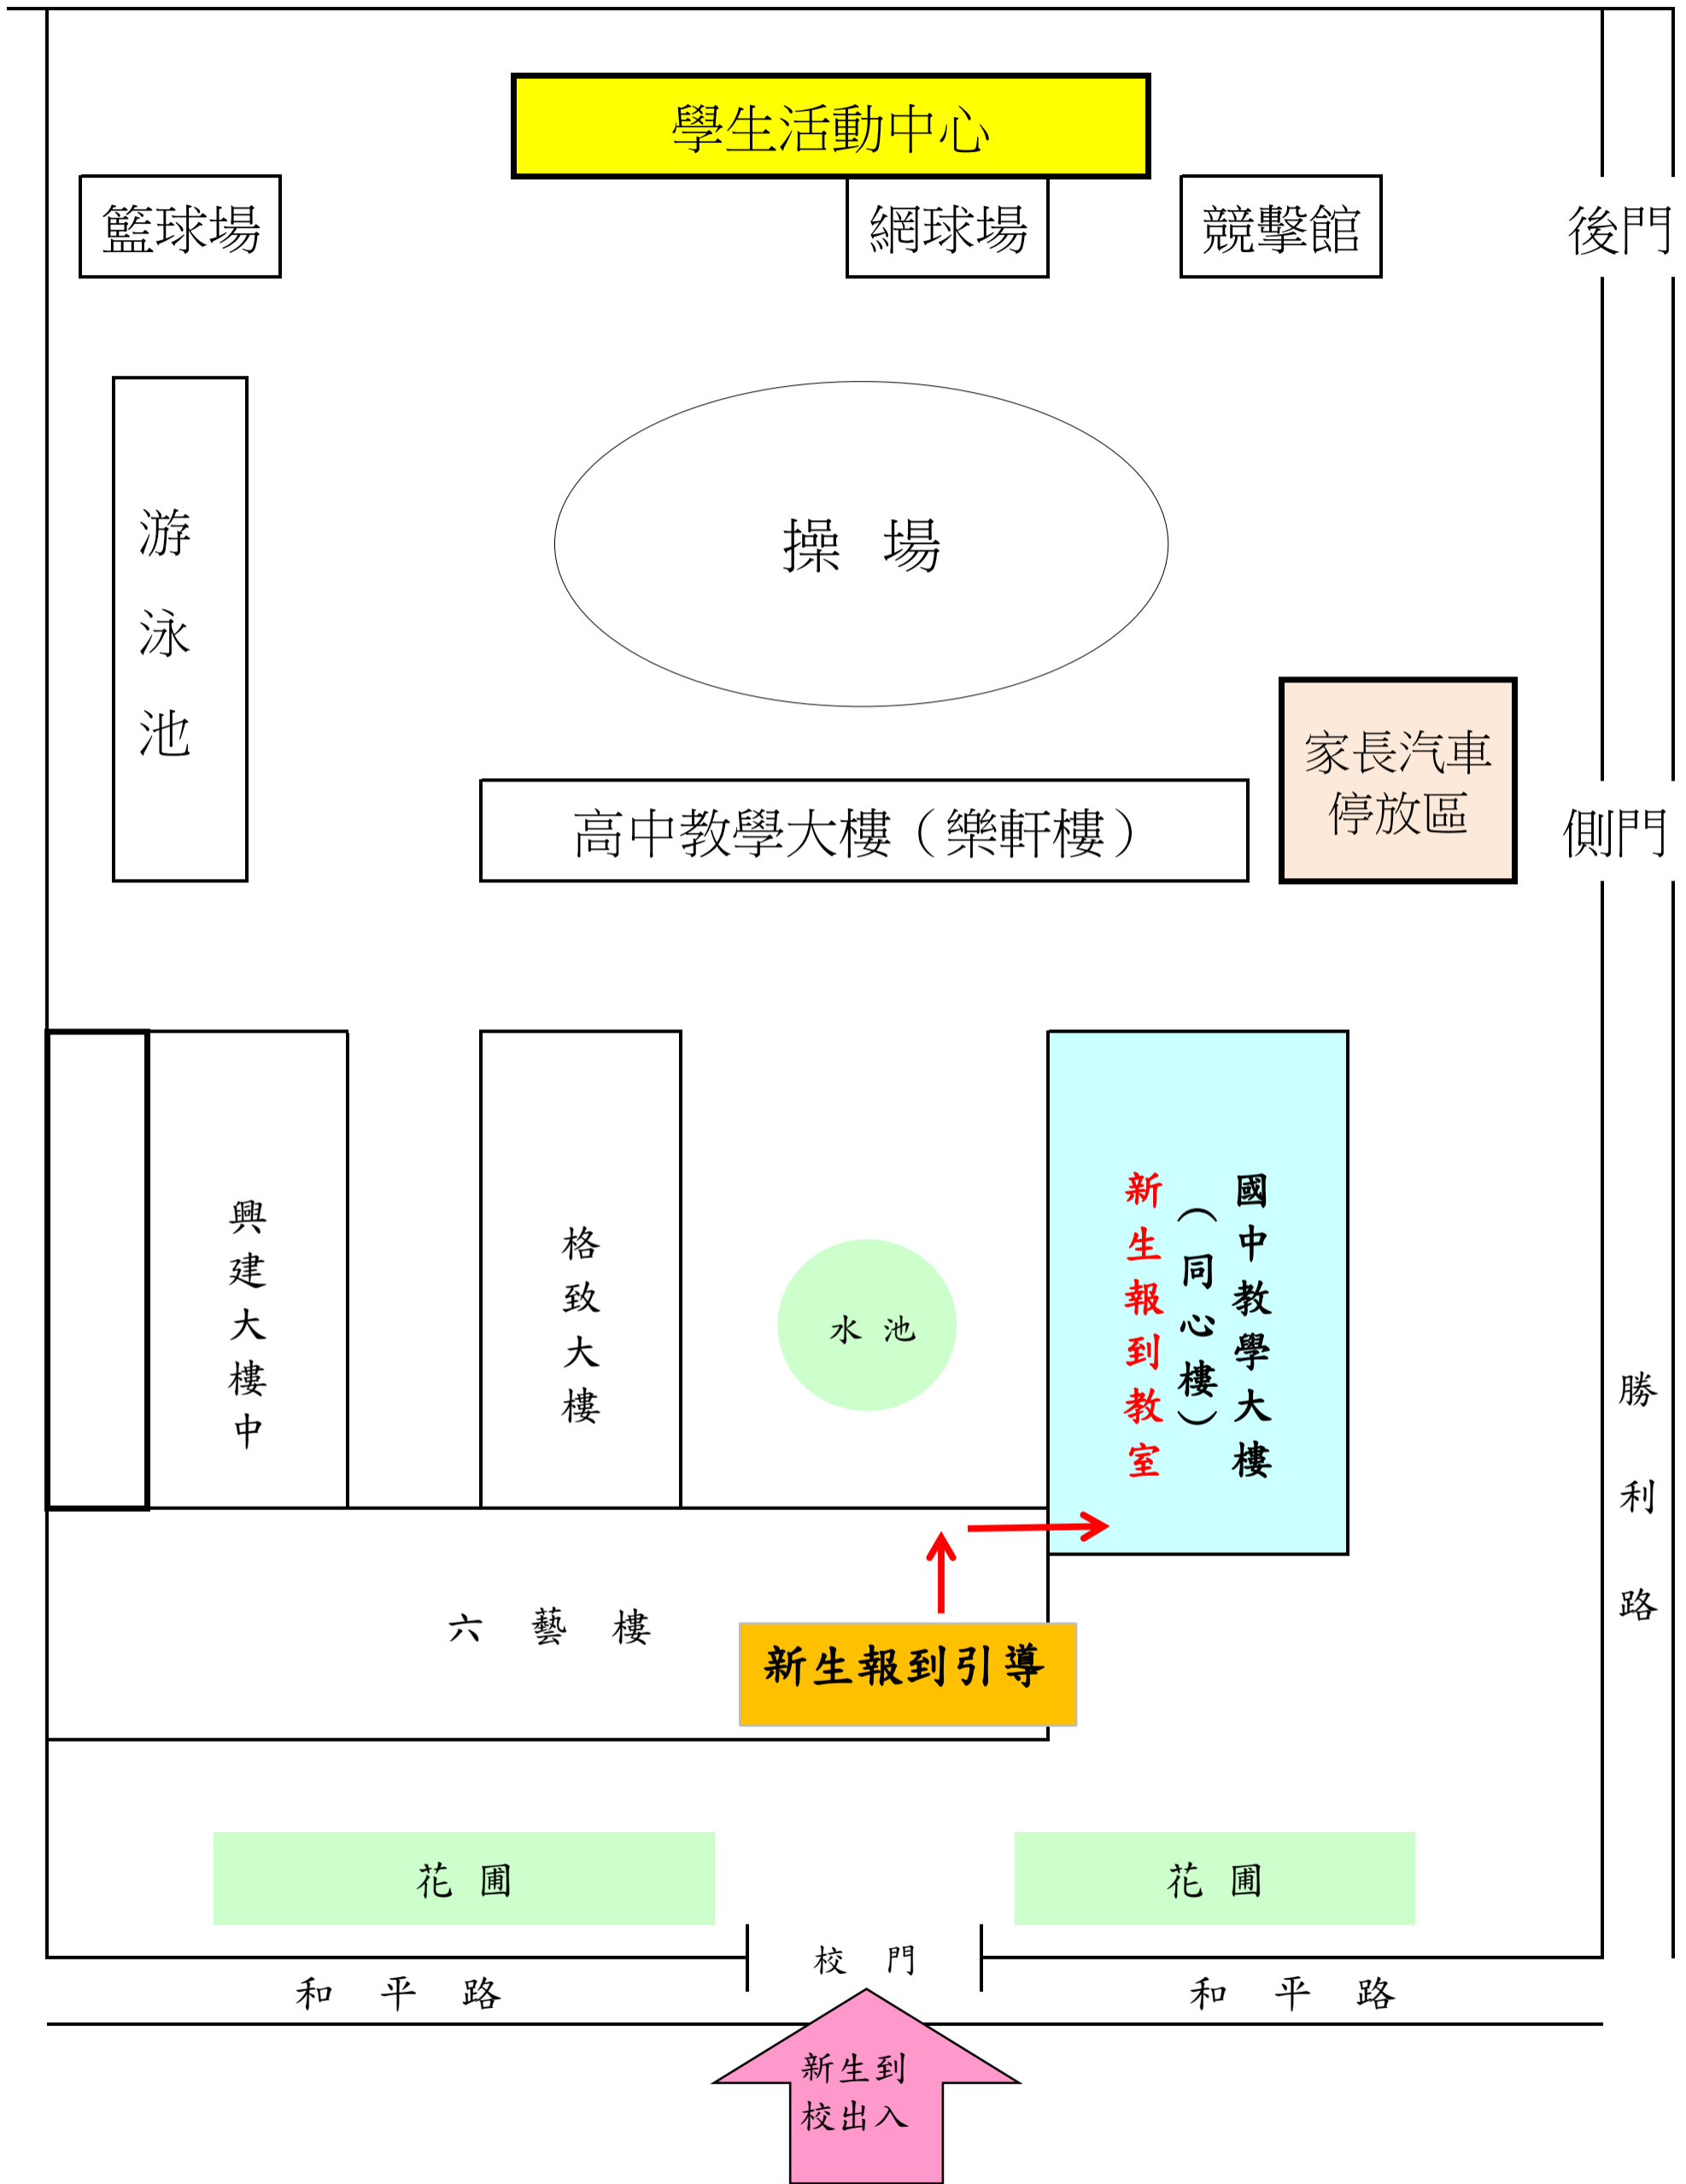 學生活動中心
籃球場
網球場
競擊館
後門
操 場
游泳池
家長汽車
停放區
高中教學大樓（樂軒樓）
側門
興建大樓中
格致大樓
水 池
國中教學大樓
（同心樓）
新生報到教室
勝利路
六 藝 樓
新生報到引導
花 圃
花 圃
校 門
和 平 路
和 平 路
新生到
校出入